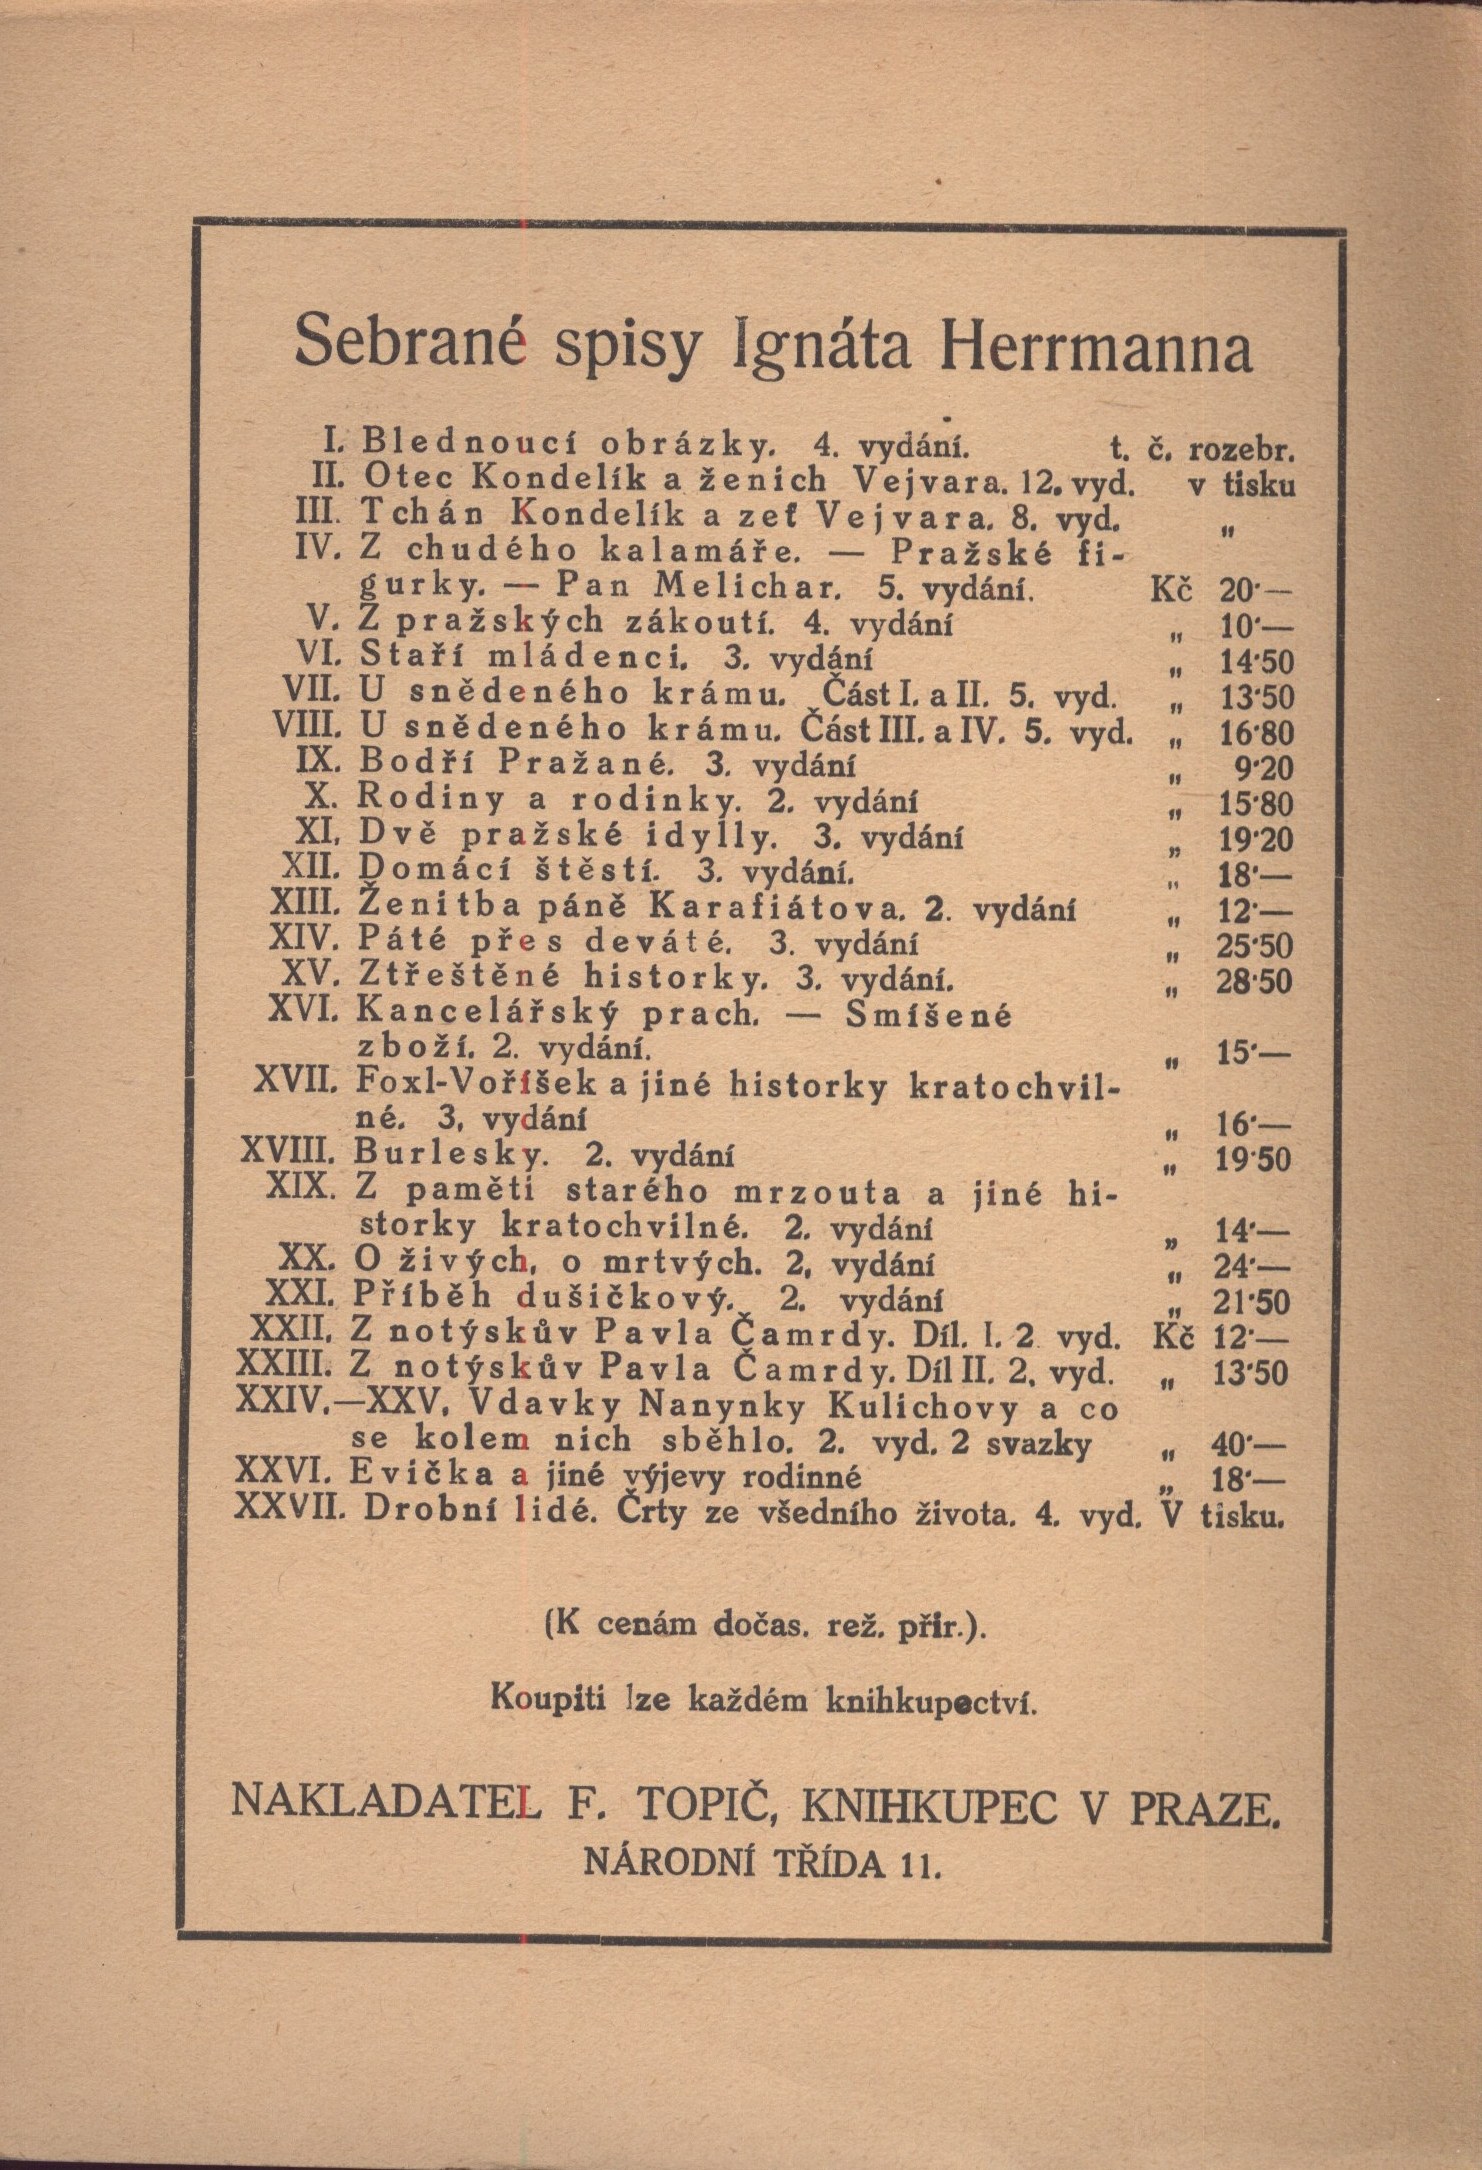 Sebrané spisy Ignáta Herrmanna
I. Blednoucí obrázky. 4. vydání. t. č. rozebr.
II. Otec Kondelík a ženich Vejvara. 12. vyd. v tisku
III. Tchán Kondelík a zeť Vejvara. 8. vyd. „
IV. Z chudého kalamáře. — Pražské fi-
gurky. — Pan Melichar. 5. vydání. Kč 20·—
V. Z pražských zákoutí. 4. vydání „ 10·—
VI. Staří mládenci. 3. vydání „ 14·50
VII. U snědeného krámu. Část I. a II. 5. vyd. „ 13·50
VIII. U snědeného krámu. Část III. a IV. 5. vyd. „ 16·80
IX. Bodří Pražané. 3. vydání „ 9·20
X. Rodiny a rodinky. 2. vydání „ 15·80
XI. Dvě pražské idylly. 3. vydání „ 19·20
XII. Domácí štěstí. 3. vydání. „ 18·—
XIII. Ženitba páně Karafiátova. 2. vydání „ 12·—
XIV. Páté přes deváté. 3. vydání „ 25·50
XV. Ztřeštěné historky. 3. vydání. „ 28·50
XVI. Kancelářský prach. — Smíšené
zboží. 2. vydání. „ 15·—
XVII. Foxl-Voříšek a jiné historky kratochvil-
né. 3. vydání „ 16·—
XVIII. Burlesky. 2. vydání „ 19·50
XIX. Z paměti starého mrzouta a jiné hi-
storky kratochvilné. 2. vydání „ 14·—
XX. O živých, o mrtvých. 2. vydání „ 24·—
XXI. Příběh dušičkový. 2. vydání „ 21·50
XXII. Z notýskův Pavla Čamrdy. Díl. I. 2 vyd. Kč 12·—
XXIII. Z notýskův Pavla Čamrdy. Díl II. 2. vyd. „ 13·50
XXIV.—XXV. Vdavky Nanynky Kulichovy a co
se kolem nich sběhlo. 2. vyd. 2 svazky „ 40·—
XXVI. Evička a jiné výjevy rodinné „ 18·—
XXVII. Drobní lidé. Črty ze všedního života. 4. vyd. V tisku.
(K cenám dočas. rež. přir.).
Koupiti lze každém knihkupectví.
NAKLADATEL F. TOPIČ, KNIHKUPEC V PRAZE.
NÁRODNÍ TŘÍDA 11.